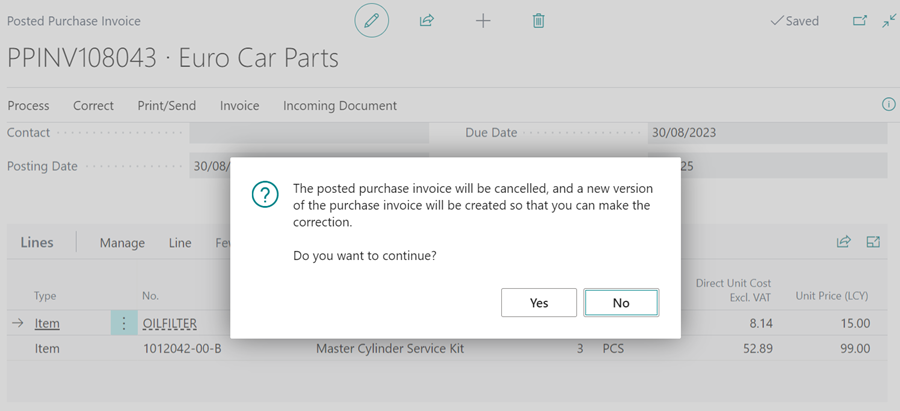 Posted Purchase Invoice
Saved
PPINV108043 · Euro Car Parts
Process Correct Print/Send Invoice Incoming Document
Contact Due Date 30/08/2023
Posting Date 30/08/ 25
The posted purchase invoice will be cancelled, and a new version
of the purchase invoice will be created so that you can make the
correction.
Do you want to continue?
Yes No
Lines Manage Line
Direct Unit Cost
Type No. Excl. VAT Unit Price (LCY)
Item OILFILTER 8.14 15.00
Item 1012042-00-B Master Cylinder Service Kit 3 PCS 52.89 99.00